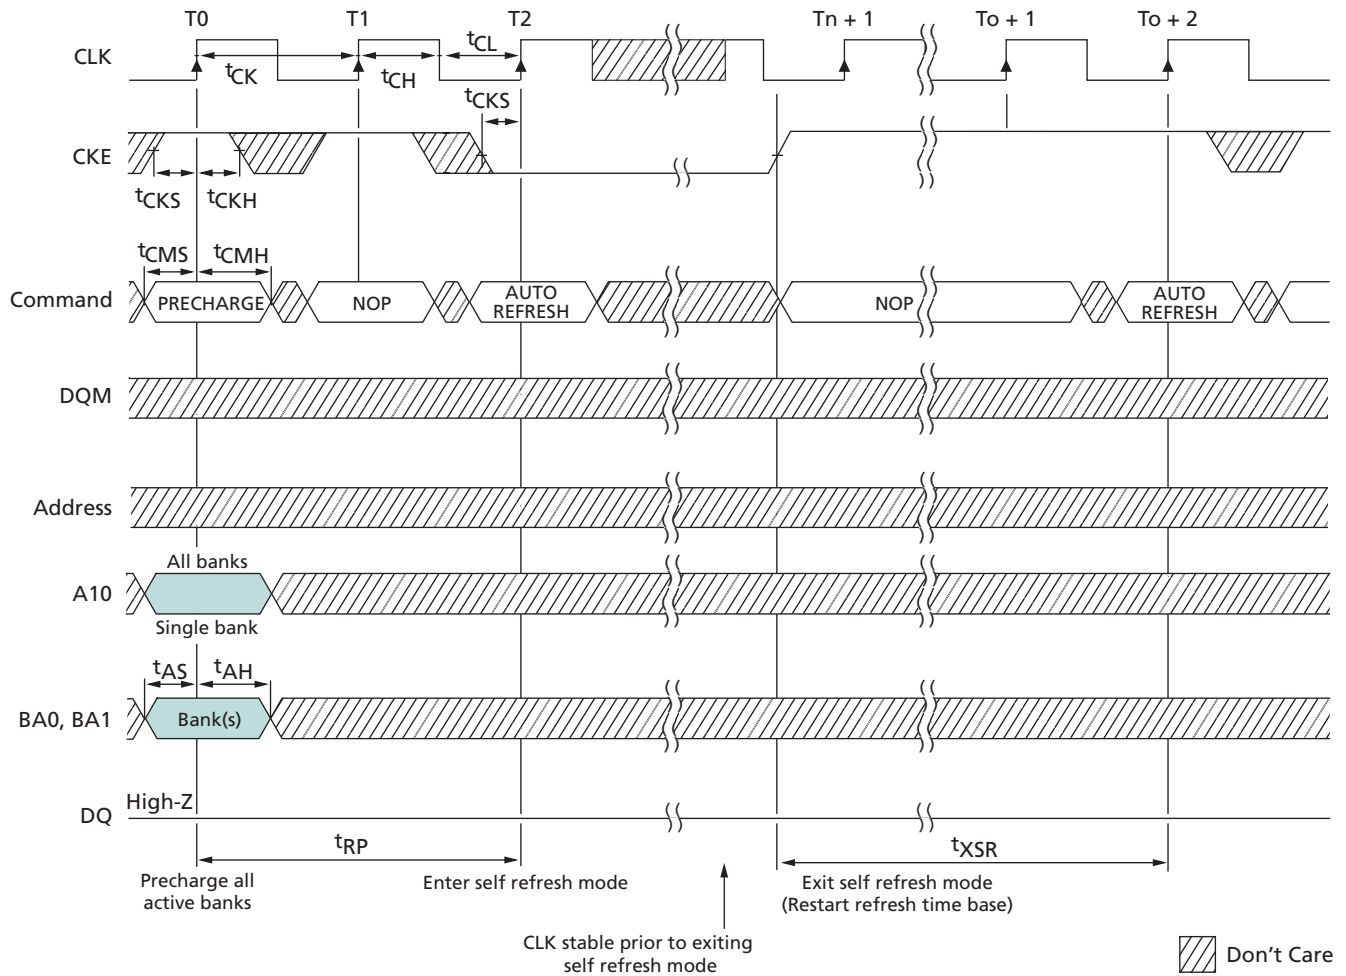 T0 T1 T2 Tn + 1 To + 1 To + 2
CLK
tCK tCH tCL
tCKS
CKE
tCKS tCKH
tCMS tCMH
Command PRECHARGE NOP AUTO REFRESH NOP AUTO REFRESH
DQM
Address
All banks
A10
Single bank
tAS tAH
BA0, BA1 Bank(s)
High-Z
DQ
tRP tXSR
Precharge all
active banks
Enter self refresh mode
Exit self refresh mode
(Restart refresh time base)
CLK stable prior to exiting
self refresh mode
Don't Care